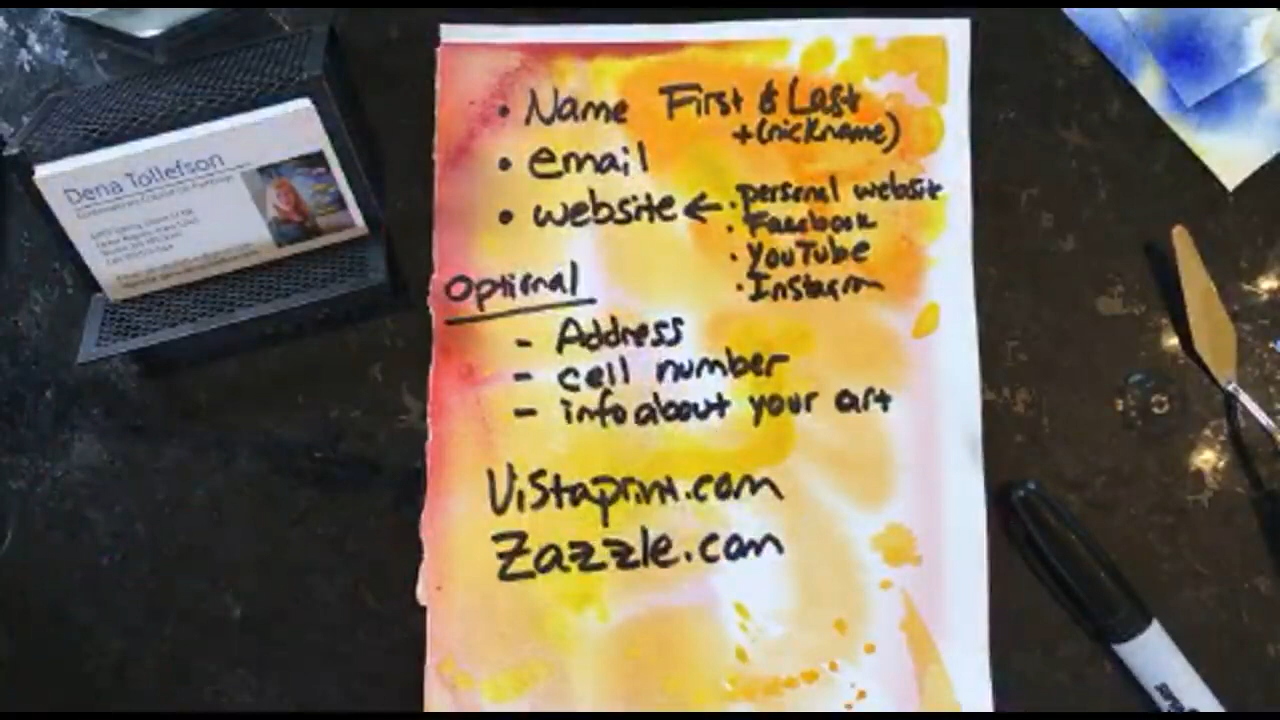 • Name First & Last
+(nickname)
• email
• website ← • personal website
• Facebook
• YouTube
• Instagrm
Optional
- Address
- cell number
- info about your art
Vistaprint.com
Zazzle.com
Dena Tollefson